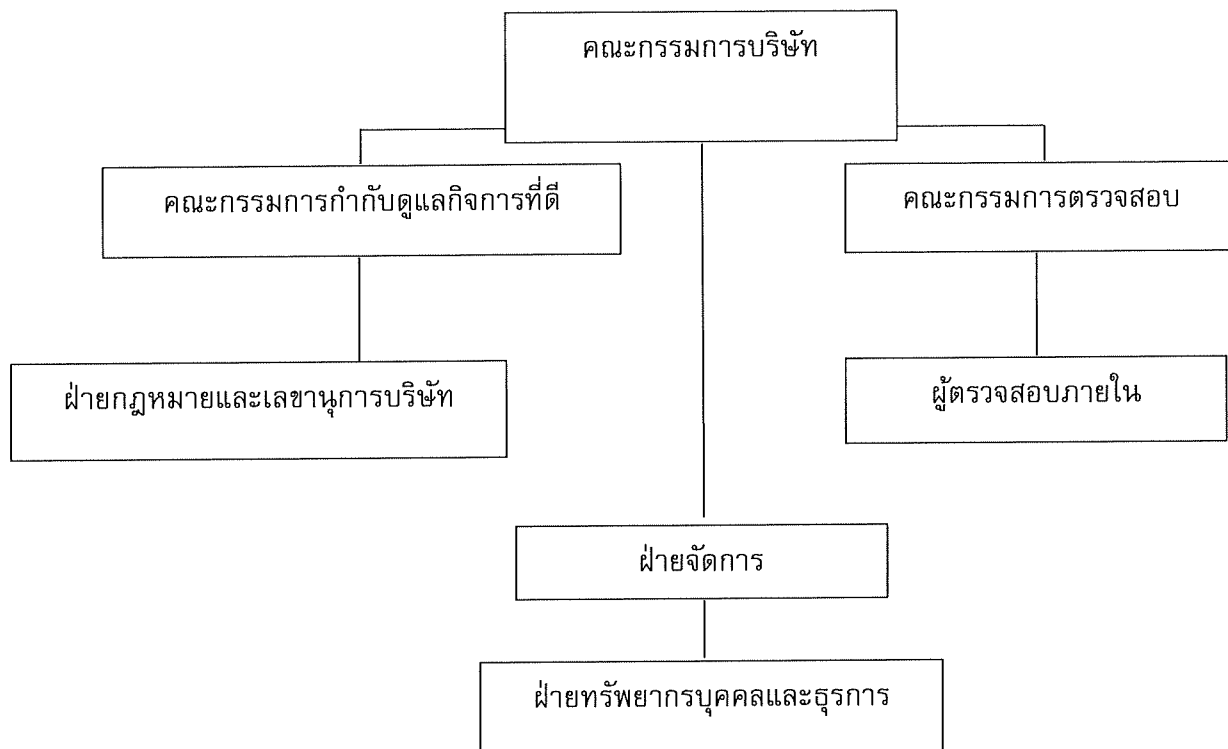 คณะกรรมการบริษัท
คณะกรรมการกำกับดูแลกิจการที่ดี
คณะกรรมการตรวจสอบ
ฝ่ายกฎหมายและเลขานุการบริษัท
ผู้ตรวจสอบภายใน
ฝ่ายจัดการ
ฝ่ายทรัพยากรบุคคลและธุรการ